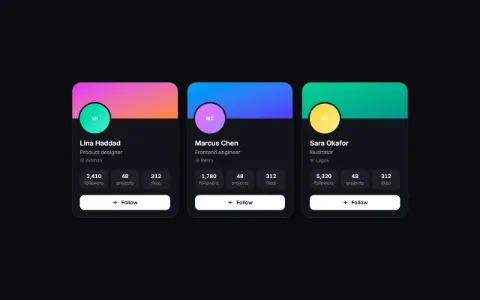 LH
Lina Haddad
Product designer
Amman
2,410 48 312
followers projects likes
+ Follow
MC
Marcus Chen
Frontend engineer
Berlin
1,780 48 312
followers projects likes
+ Follow
Sara Okafor
Illustrator
Lagos
5,320 48 312
followers projects likes
+ Follow